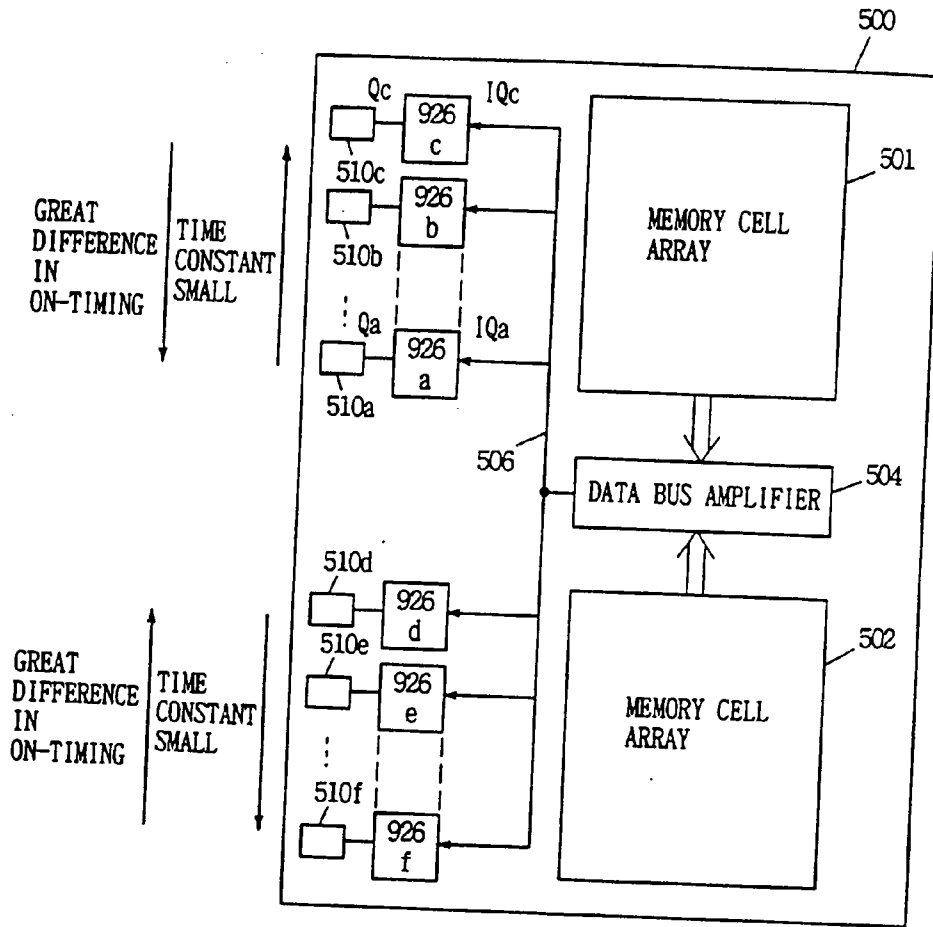 500
Qc
926
c
IQc
510c
926
b
510b
Qa
926
a
IQa
510a
GREAT
DIFFERENCE
IN
ON-TIMING
TIME
CONSTANT
SMALL
MEMORY CELL
ARRAY
501
506
DATA BUS AMPLIFIER
504
510d
926
d
510e
926
e
510f
926
f
GREAT
DIFFERENCE
IN
ON-TIMING
TIME
CONSTANT
SMALL
MEMORY CELL
ARRAY
502